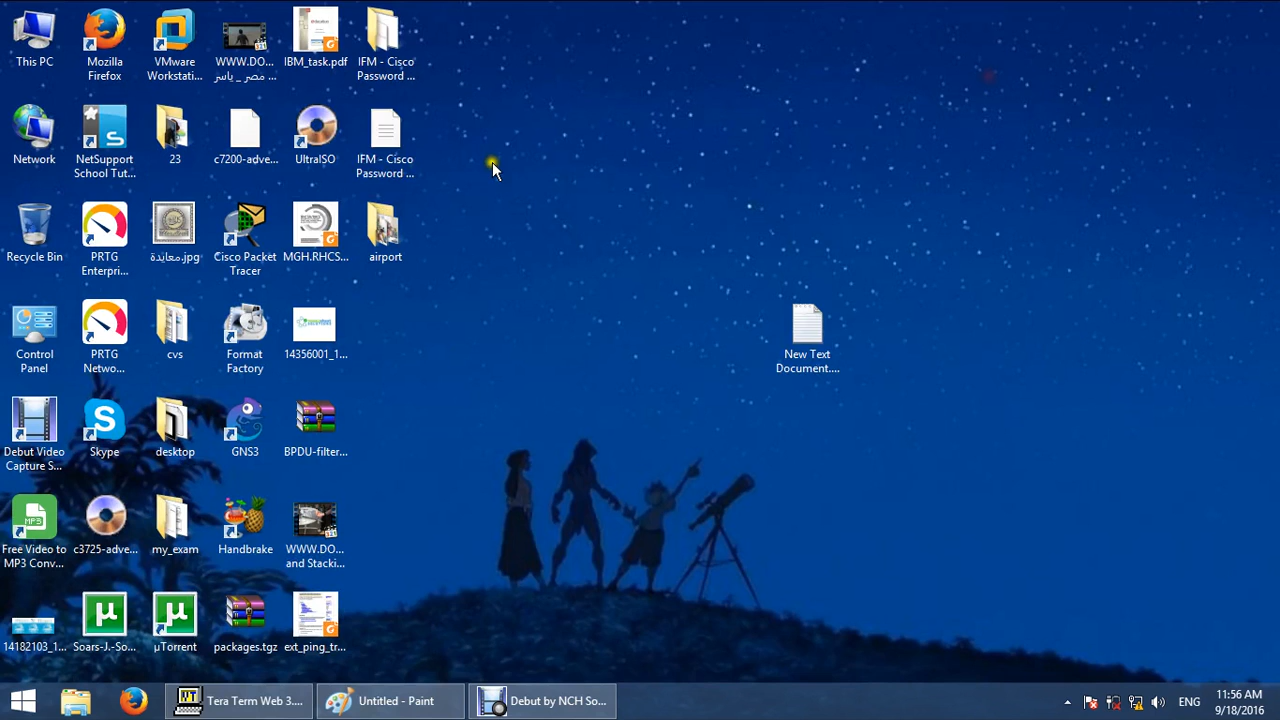 This PC
Mozilla
Firefox
VMware
Workstati...
WWW.DO...
مصر _ ياسر ...
IBM_task.pdf
IFM - Cisco
Password ...
Network
NetSupport
School Tut...
23
c7200-adve...
UltraISO
IFM - Cisco
Password ...
Recycle Bin
PRTG
Enterpri...
معايدة.jpg
Cisco Packet
Tracer
MGH.RHCS...
airport
Control
Panel
PRTG
Netwo...
cvs
Format
Factory
14356001_1...
New Text
Document....
Debut Video
Capture S...
Skype
desktop
GNS3
BPDU-filter...
Free Video to
MP3 Conv...
MP3
c3725-adve...
my_exam
Handbrake
WWW.DO...
and Stacki...
14182103_1...
Soars-J.-So...
µTorrent
packages.tgz
ext_ping_tr...
Tera Term Web 3....
Untitled - Paint
Debut by NCH So...
ENG
11:56 AM
9/18/2016